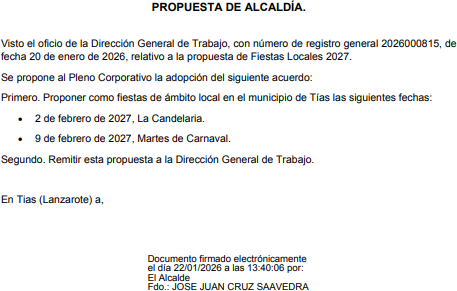 PROPUESTA DE ALCALDÍA.
Visto el oficio de la Dirección General de Trabajo, con número de registro general 2026000815, de
fecha 20 de enero de 2026, relativo a la propuesta de Fiestas Locales 2027.
Se propone al Pleno Corporativo la adopción del siguiente acuerdo:
Primero. Proponer como fiestas de ámbito local en el municipio de Tías las siguientes fechas:
• 2 de febrero de 2027, La Candelaria.
• 9 de febrero de 2027, Martes de Carnaval.
Segundo. Remitir esta propuesta a la Dirección General de Trabajo.
En Tias (Lanzarote) a,
Documento firmado electrónicamente
el día 22/01/2026 a las 13:40:06 por:
El Alcalde
Fdo.: JOSE JUAN CRUZ SAAVEDRA